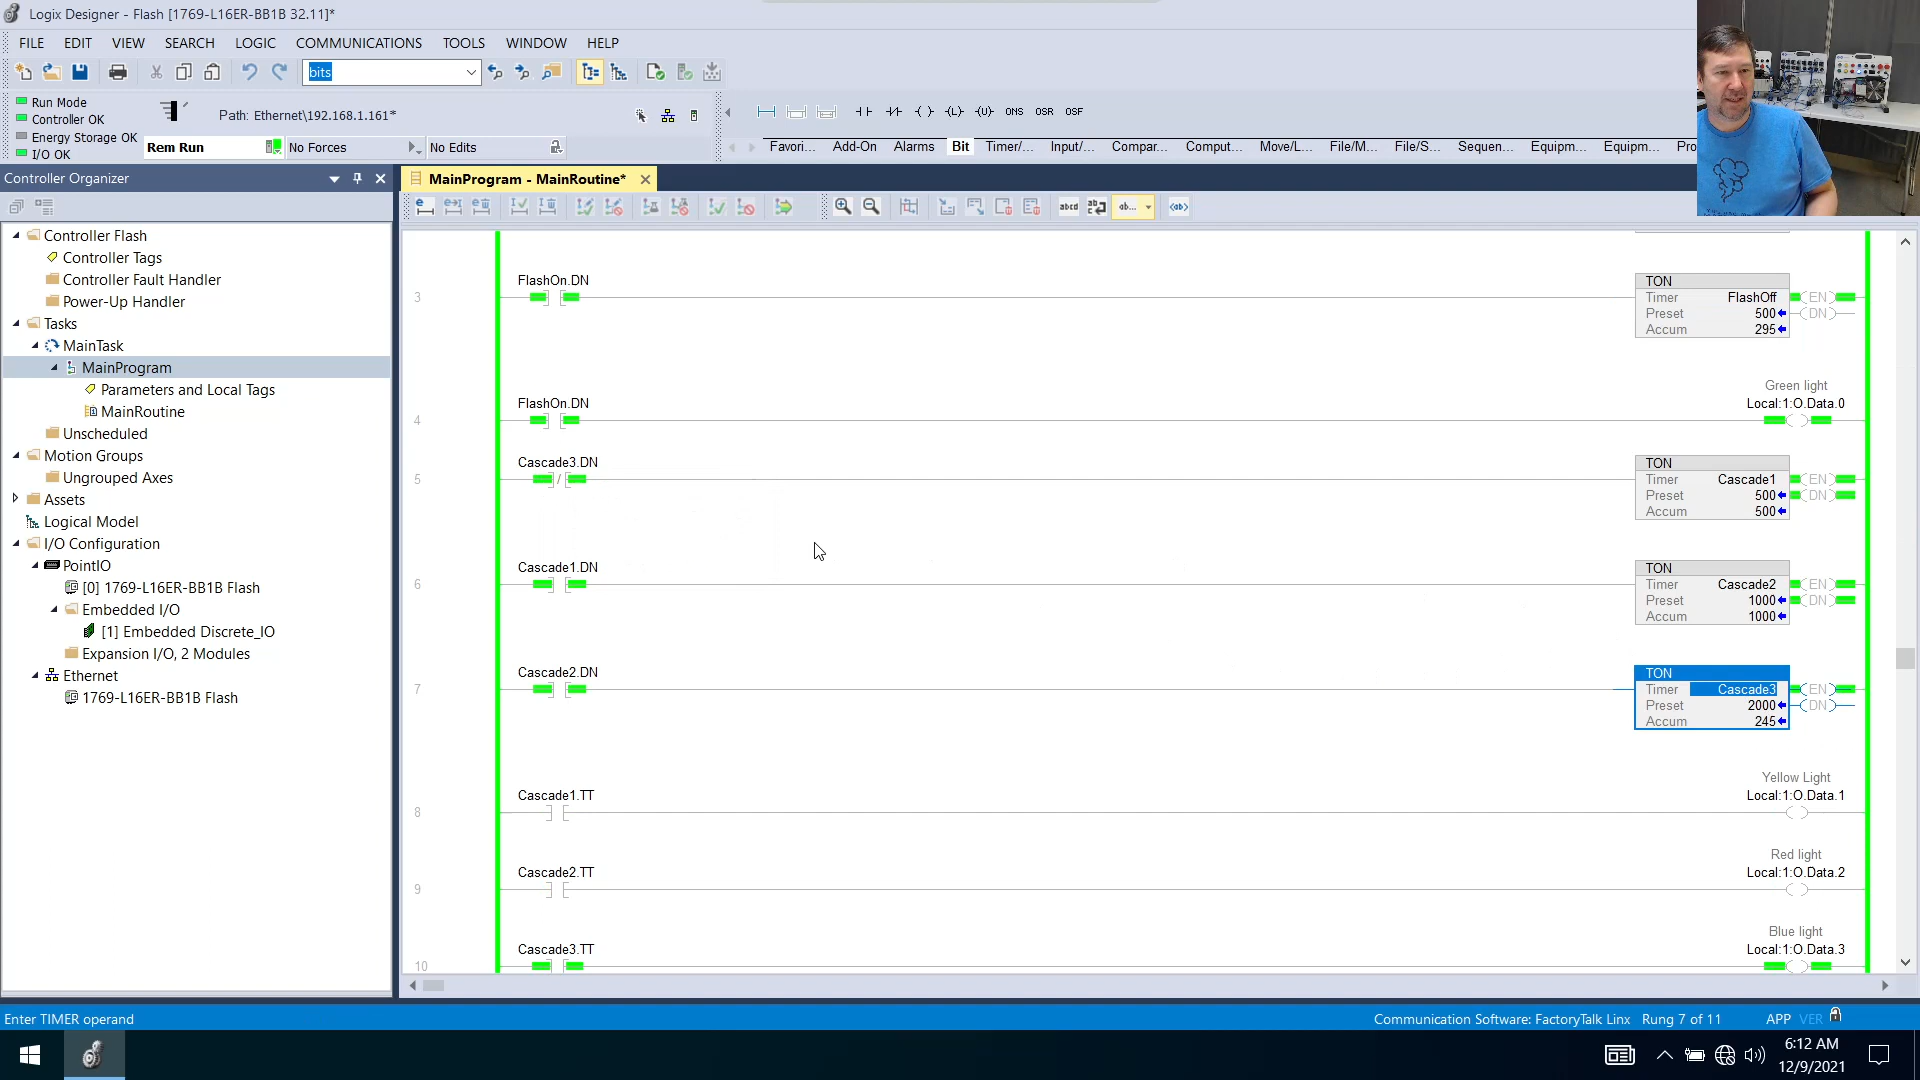 Logix Designer - Flash [1769-L16ER-BB1B 32.11]*
FILE EDIT VIEW SEARCH LOGIC COMMUNICATIONS TOOLS WINDOW HELP
bits
Run Mode
Controller OK
Energy Storage OK
I/O OK
Path: Ethernet\192.168.1.161*
Rem Run No Forces No Edits
ONS OSR OSF
Favori... Add-On Alarms Bit Timer/... Input/... Compar... Comput... Move/L... File/M... File/S... Sequen... Equipm... Equipm... Pro
Controller Organizer
MainProgram - MainRoutine*
Controller Flash
Controller Tags
Controller Fault Handler
Power-Up Handler
Tasks
MainTask
MainProgram
Parameters and Local Tags
MainRoutine
Unscheduled
Motion Groups
Ungrouped Axes
Assets
Logical Model
I/O Configuration
PointIO
[0] 1769-L16ER-BB1B Flash
Embedded I/O
[1] Embedded Discrete_IO
Expansion I/O, 2 Modules
Ethernet
1769-L16ER-BB1B Flash
3
FlashOn.DN
TON
Timer FlashOff
Preset 500
Accum 295
EN
DN
4
FlashOn.DN
Green light
Local:1:O.Data.0
5
Cascade3.DN
TON
Timer Cascade1
Preset 500
Accum 500
EN
DN
6
Cascade1.DN
TON
Timer Cascade2
Preset 1000
Accum 1000
EN
DN
7
Cascade2.DN
TON
Timer Cascade3
Preset 2000
Accum 245
EN
DN
8
Cascade1.TT
Yellow Light
Local:1:O.Data.1
9
Cascade2.TT
Red light
Local:1:O.Data.2
10
Cascade3.TT
Blue light
Local:1:O.Data.3
Enter TIMER operand
Communication Software: FactoryTalk Linx Rung 7 of 11 APP VER
6:12 AM
12/9/2021